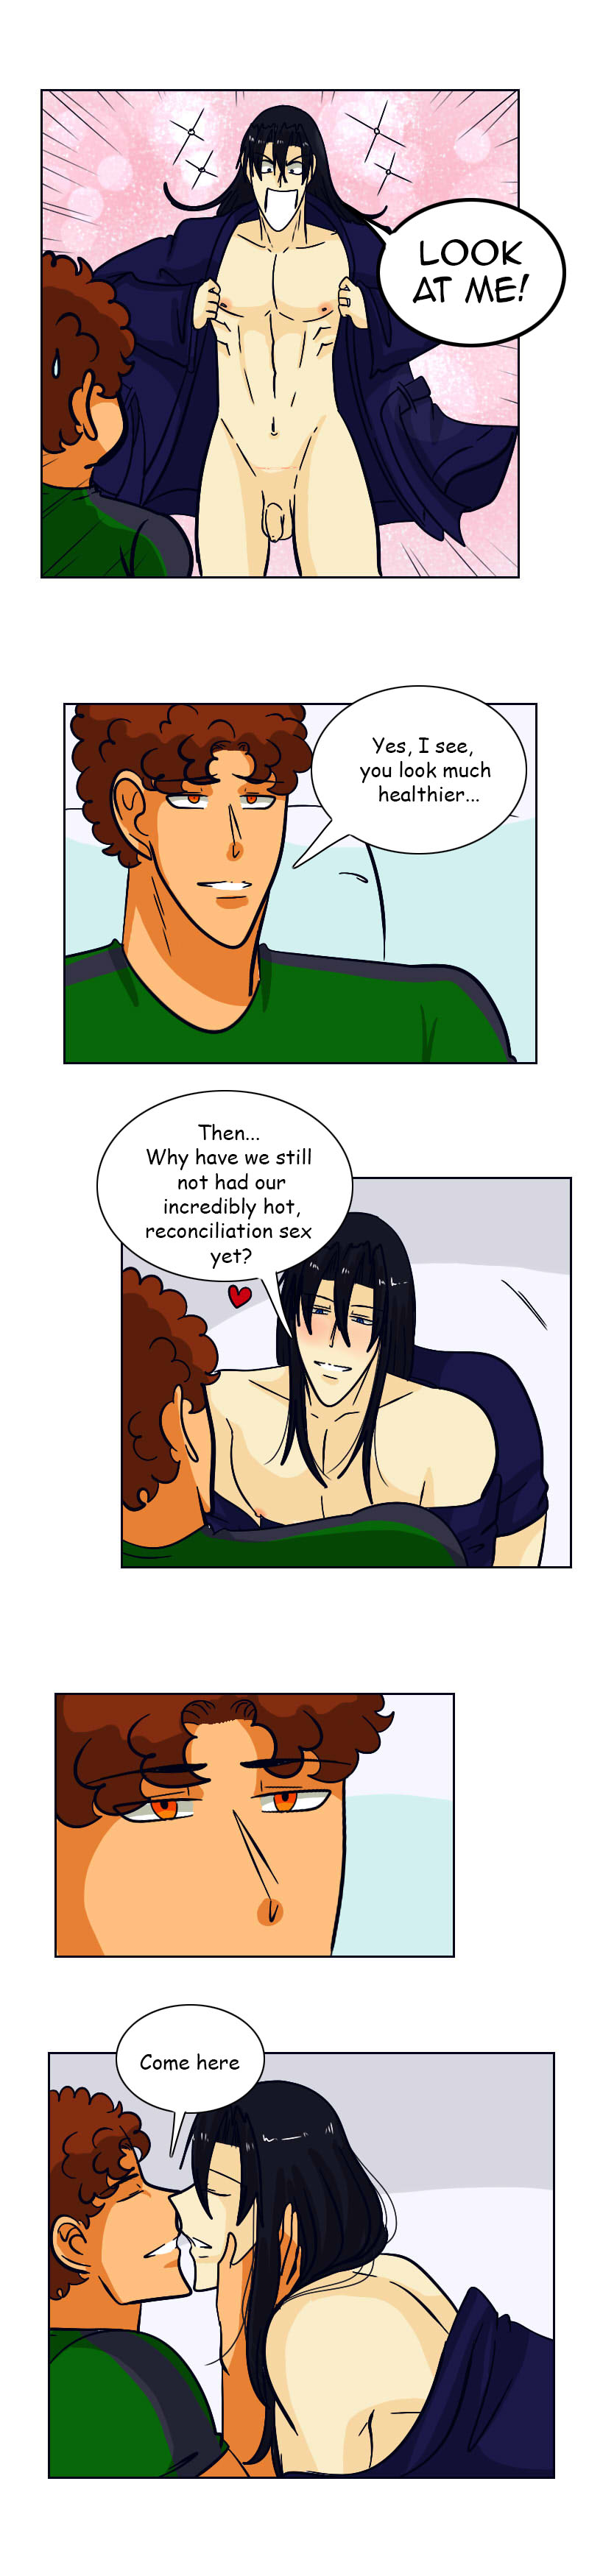 LOOK
AT ME!
Yes, I see,
you look much
healthier...
Then...
Why have we still
not had our
incredibly hot,
reconciliation sex
yet?
Come here